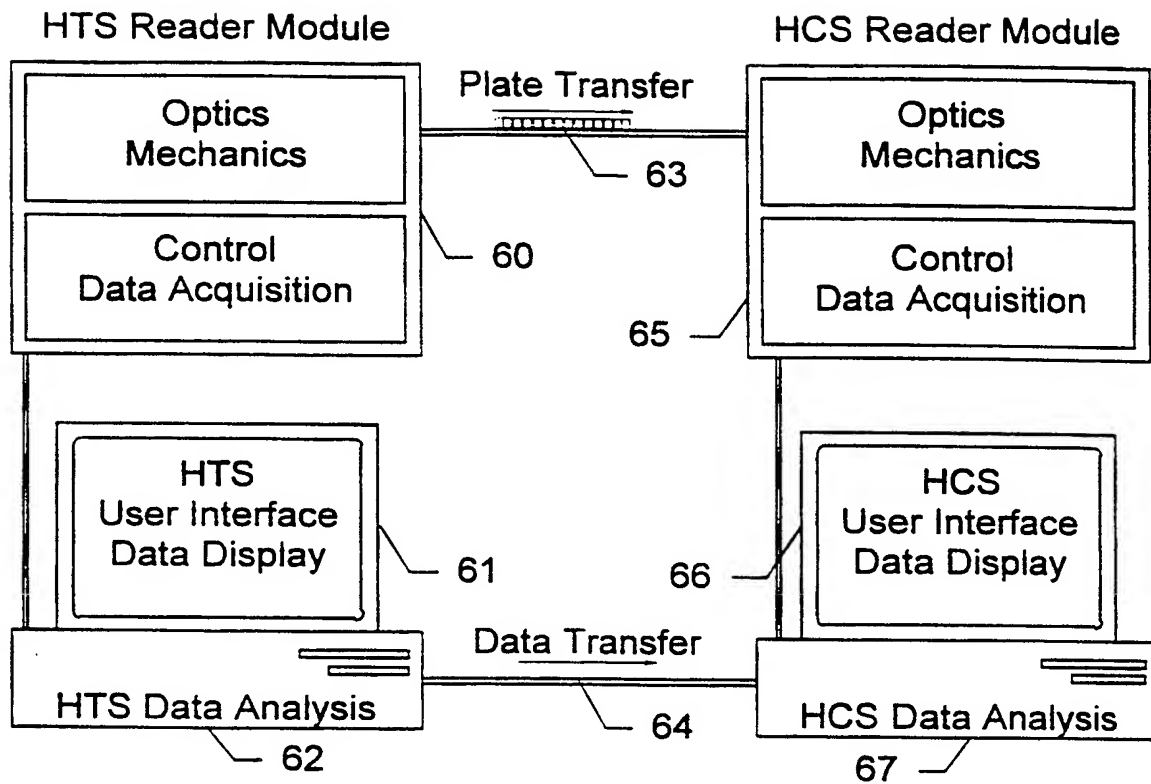 HTS Reader Module
HCS Reader Module
Plate Transfer
Optics
Mechanics
63
Optics
Mechanics
Control
Data Acquisition
60
Control
Data Acquisition
65
HTS
User Interface
Data Display
61
HCS
User Interface
Data Display
66
Data Transfer
HTS Data Analysis
64
HCS Data Analysis
62
67